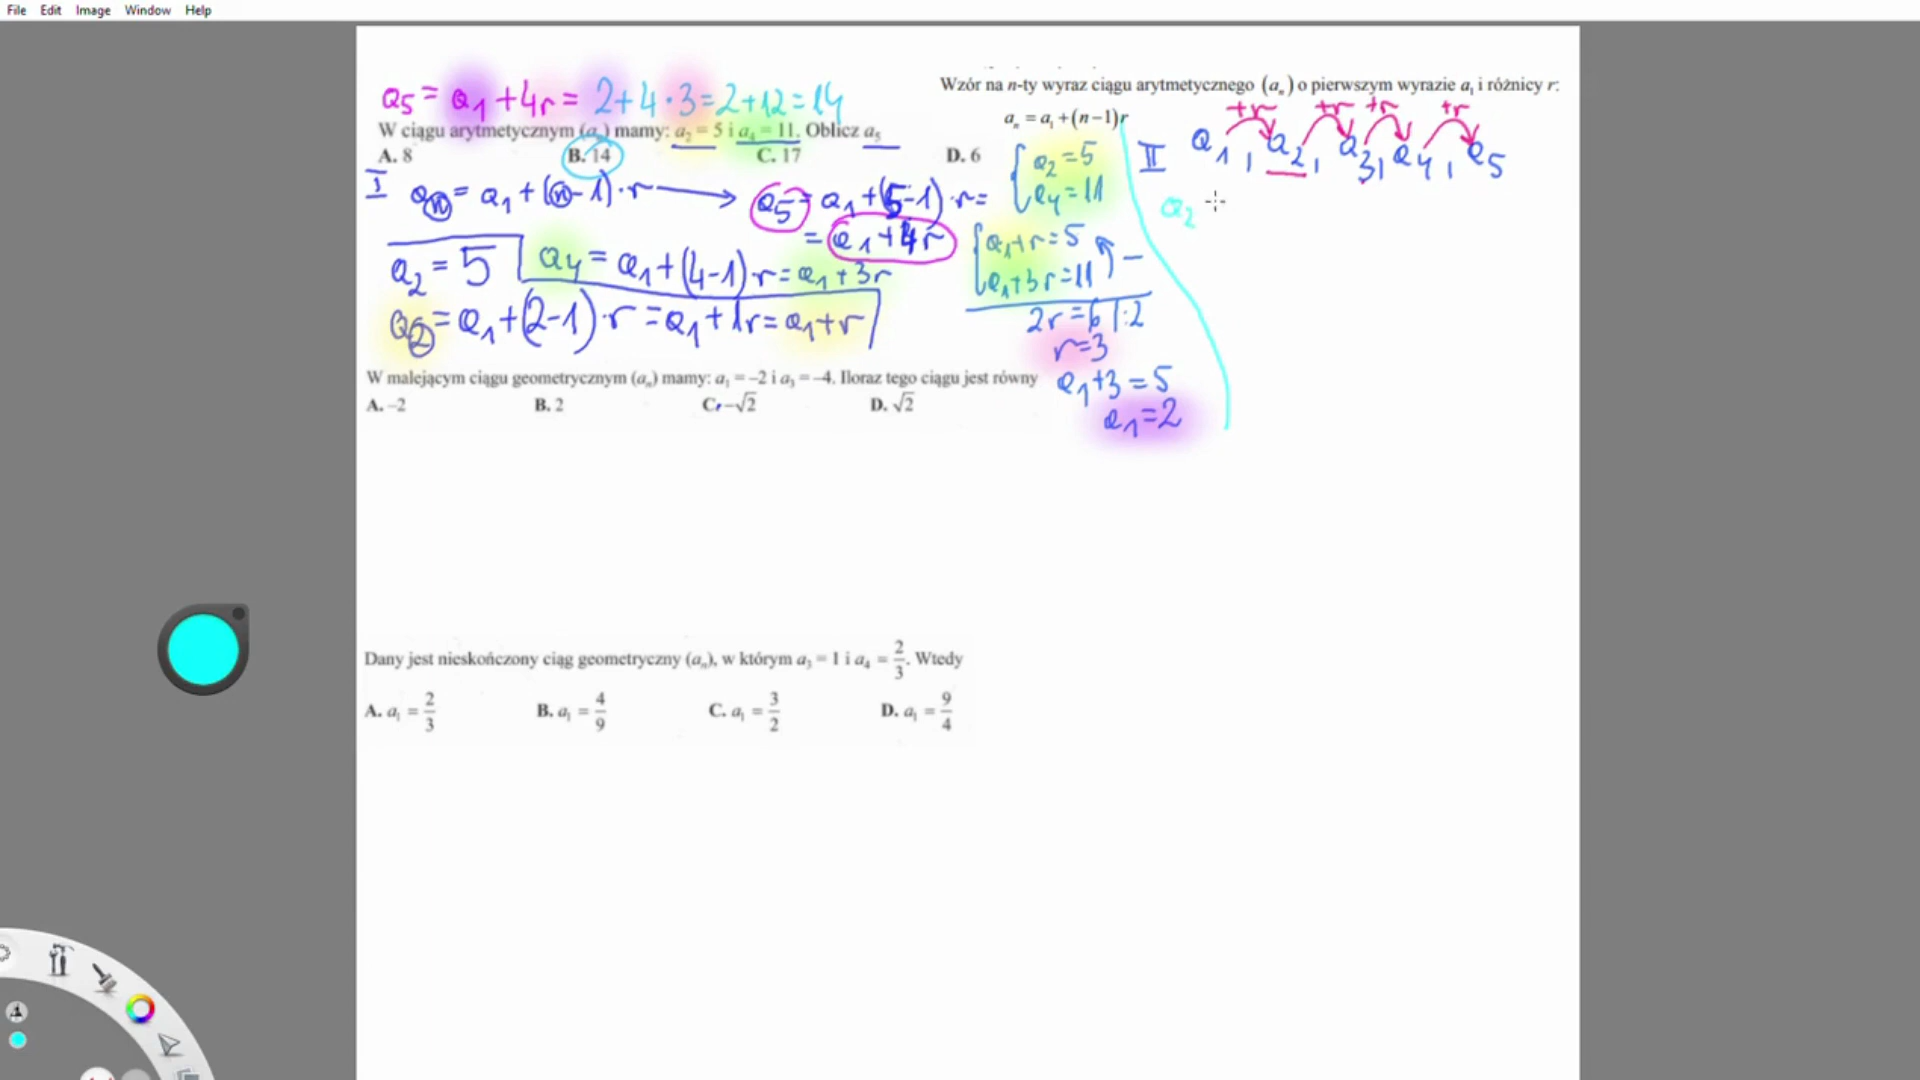 File Edit Image Window Help
Wzór na n-ty wyraz ciągu arytmetycznego (aₙ) o pierwszym wyrazie a₁ i różnicy r:
aₙ = a₁ + (n−1)r
a₅ = a₁ + 4r = 2+4·3 = 2+12 = 14
W ciągu arytmetycznym (aₙ) mamy: a₂ = 5 i a₄ = 11. Oblicz a₅
A. 8 B. 14 C. 17 D. 6
I aₙ = a₁ + (n−1)·r → a₅ = a₁ + (5−1)·r =
= a₁ + 4r
a₂ = 5 a₄ = a₁ + (4−1)·r = a₁ + 3r
a₂ = a₁ + (2−1)·r = a₁ + 1r = a₁ + r
a₂ = 5
a₄ = 11
a₁ + r = 5
a₁ + 3r = 11 −
2r = 6 |:2
r = 3
a₁ + 3 = 5
a₁ = 2
+r +r +r +r
II a₁, a₂, a₃, a₄, a₅
a₂
W malejącym ciągu geometrycznym (aₙ) mamy: a₁ = −2 i a₃ = −4. Iloraz tego ciągu jest równy
A. −2 B. 2 C. −√2 D. √2
Dany jest nieskończony ciąg geometryczny (aₙ), w którym a₃ = 1 i a₄ = 2/3. Wtedy
A. a₁ = 2/3 B. a₁ = 4/9 C. a₁ = 3/2 D. a₁ = 9/4